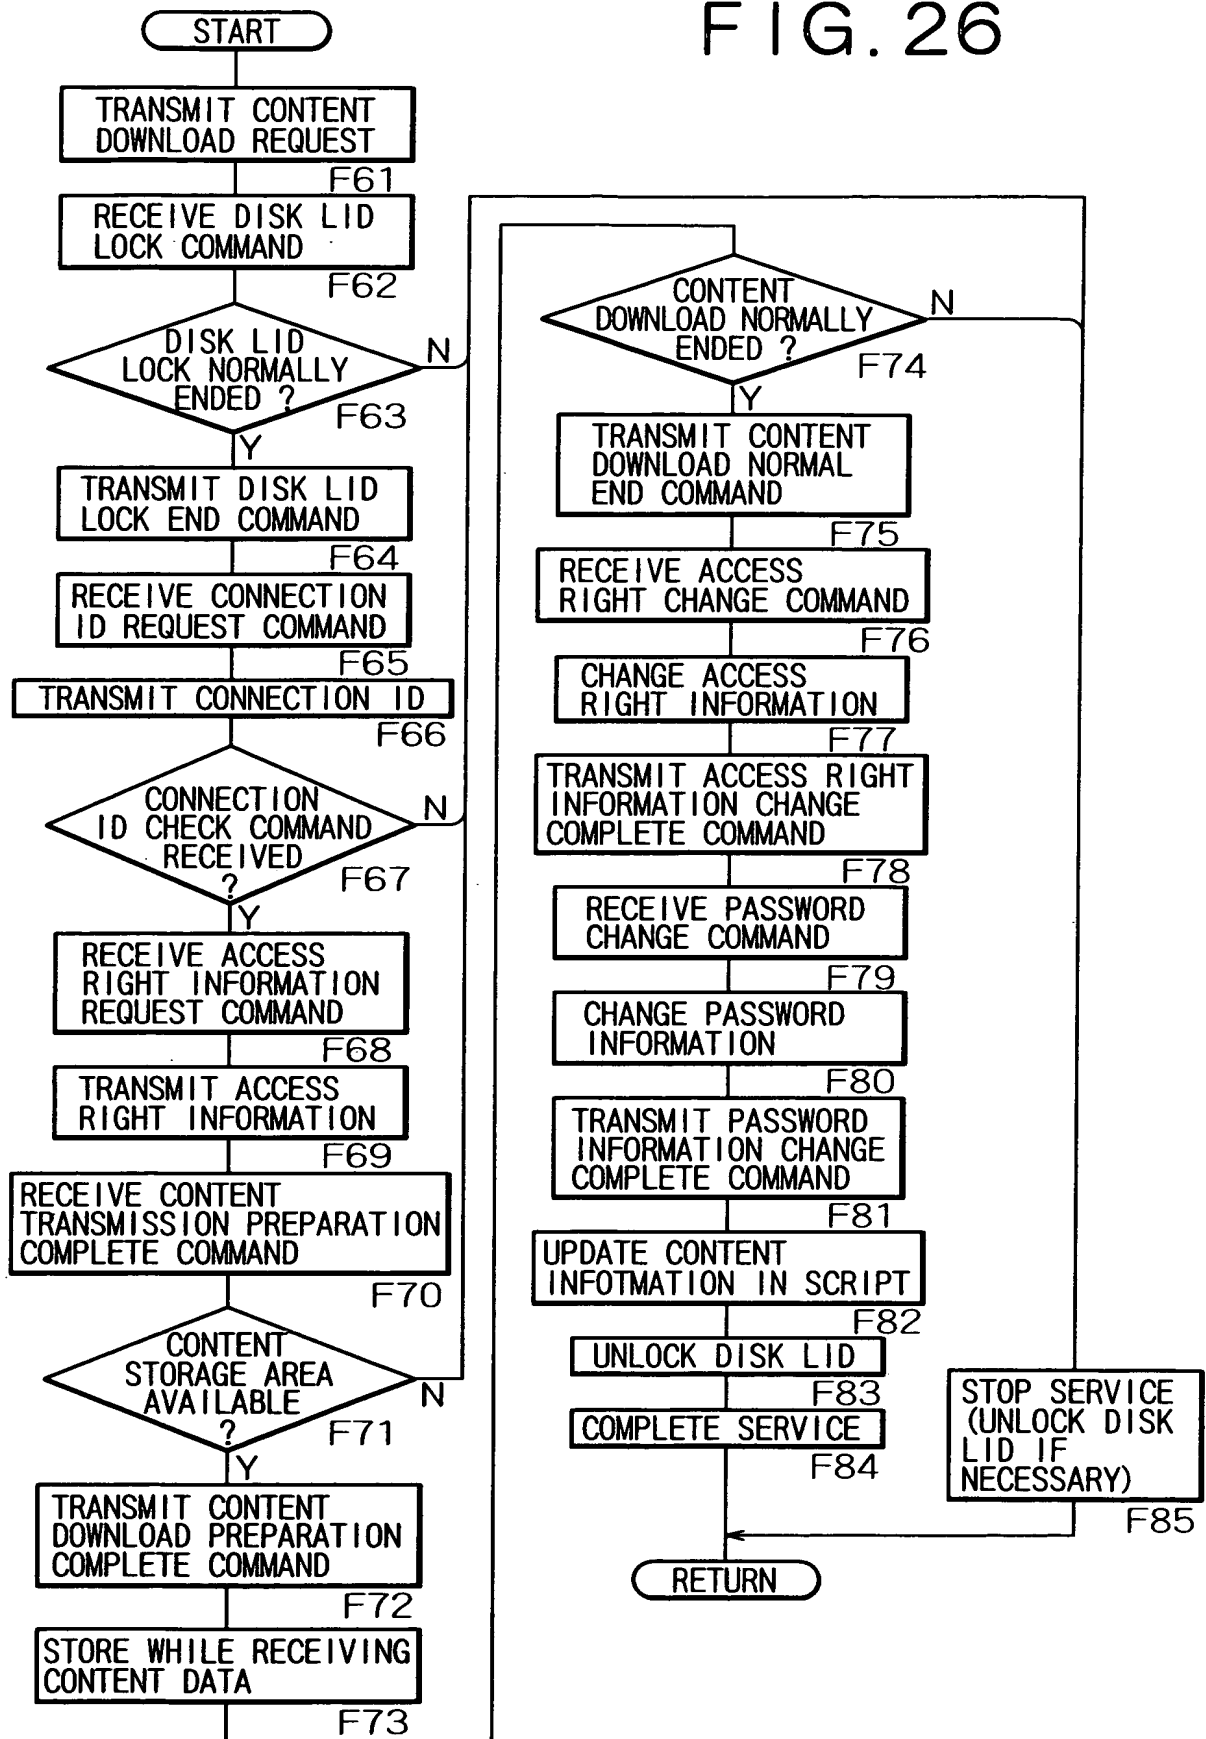 FIG. 26
START
TRANSMIT CONTENT
DOWNLOAD REQUEST
F61
RECEIVE DISK LID
LOCK COMMAND
F62
DISK LID
LOCK NORMALLY
ENDED ?
N
F63
Y
TRANSMIT DISK LID
LOCK END COMMAND
F64
RECEIVE CONNECTION
ID REQUEST COMMAND
F65
TRANSMIT CONNECTION ID
F66
CONNECTION
ID CHECK COMMAND
RECEIVED
?
N
F67
Y
RECEIVE ACCESS
RIGHT INFORMATION
REQUEST COMMAND
F68
TRANSMIT ACCESS
RIGHT INFORMATION
F69
RECEIVE CONTENT
TRANSMISSION PREPARATION
COMPLETE COMMAND
F70
CONTENT
STORAGE AREA
AVAILABLE
?
N
F71
Y
TRANSMIT CONTENT
DOWNLOAD PREPARATION
COMPLETE COMMAND
F72
STORE WHILE RECEIVING
CONTENT DATA
F73
CONTENT
DOWNLOAD NORMALLY
ENDED ?
N
F74
Y
TRANSMIT CONTENT
DOWNLOAD NORMAL
END COMMAND
F75
RECEIVE ACCESS
RIGHT CHANGE COMMAND
F76
CHANGE ACCESS
RIGHT INFORMATION
F77
TRANSMIT ACCESS RIGHT
INFORMATION CHANGE
COMPLETE COMMAND
F78
RECEIVE PASSWORD
CHANGE COMMAND
F79
CHANGE PASSWORD
INFORMATION
F80
TRANSMIT PASSWORD
INFORMATION CHANGE
COMPLETE COMMAND
F81
UPDATE CONTENT
INFOTMATION IN SCRIPT
F82
UNLOCK DISK LID
F83
COMPLETE SERVICE
F84
STOP SERVICE
(UNLOCK DISK
LID IF
NECESSARY)
F85
RETURN